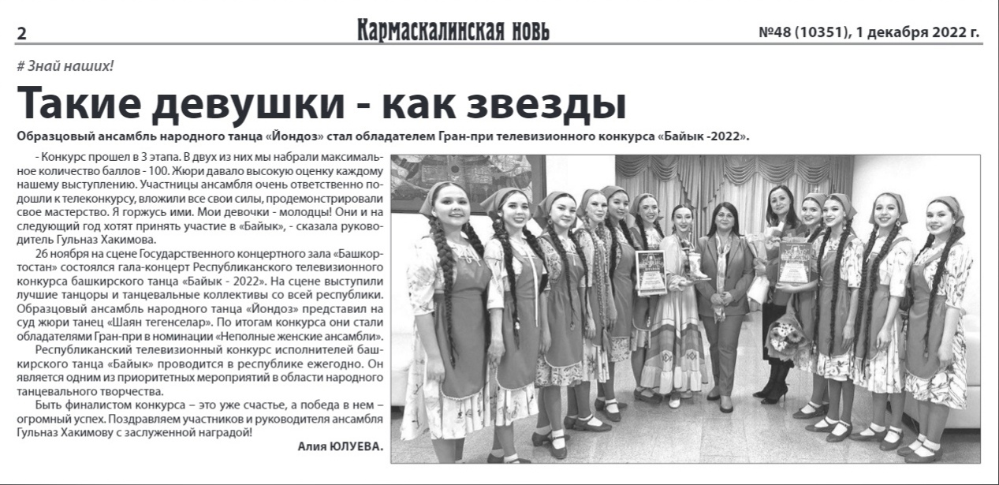 2
Кармаскалинская новь
№48 (10351), 1 декабря 2022 г.
# Знай наших!
Такие девушки - как звезды
Образцовый ансамбль народного танца «Йондоз» стал обладателем Гран-при телевизионного конкурса «Байык -2022».
- Конкурс прошел в 3 этапа. В двух из них мы набрали максималь-
ное количество баллов - 100. Жюри давало высокую оценку каждому
нашему выступлению. Участницы ансамбля очень ответственно по-
дошли к телеконкурсу, вложили все свои силы, продемонстрировали
свое мастерство. Я горжусь ими. Мои девочки - молодцы! Они и на
следующий год хотят принять участие в «Байык», - сказала руково-
дитель Гульназ Хакимова.
26 ноября на сцене Государственного концертного зала «Башкор-
тостан» состоялся гала-концерт Республиканского телевизионного
конкурса башкирского танца «Байык - 2022». На сцене выступили
лучшие танцоры и танцевальные коллективы со всей республики.
Образцовый ансамбль народного танца «Йондоз» представил на
суд жюри танец «Шаян тегенселар». По итогам конкурса они стали
обладателями Гран-при в номинации «Неполные женские ансамбли».
Республиканский телевизионный конкурс исполнителей баш-
кирского танца «Байык» проводится в республике ежегодно. Он
является одним из приоритетных мероприятий в области народного
танцевального творчества.
Быть финалистом конкурса – это уже счастье, а победа в нем –
огромный успех. Поздравляем участников и руководителя ансамбля
Гульназ Хакимову с заслуженной наградой!
Алия ЮЛУЕВА.